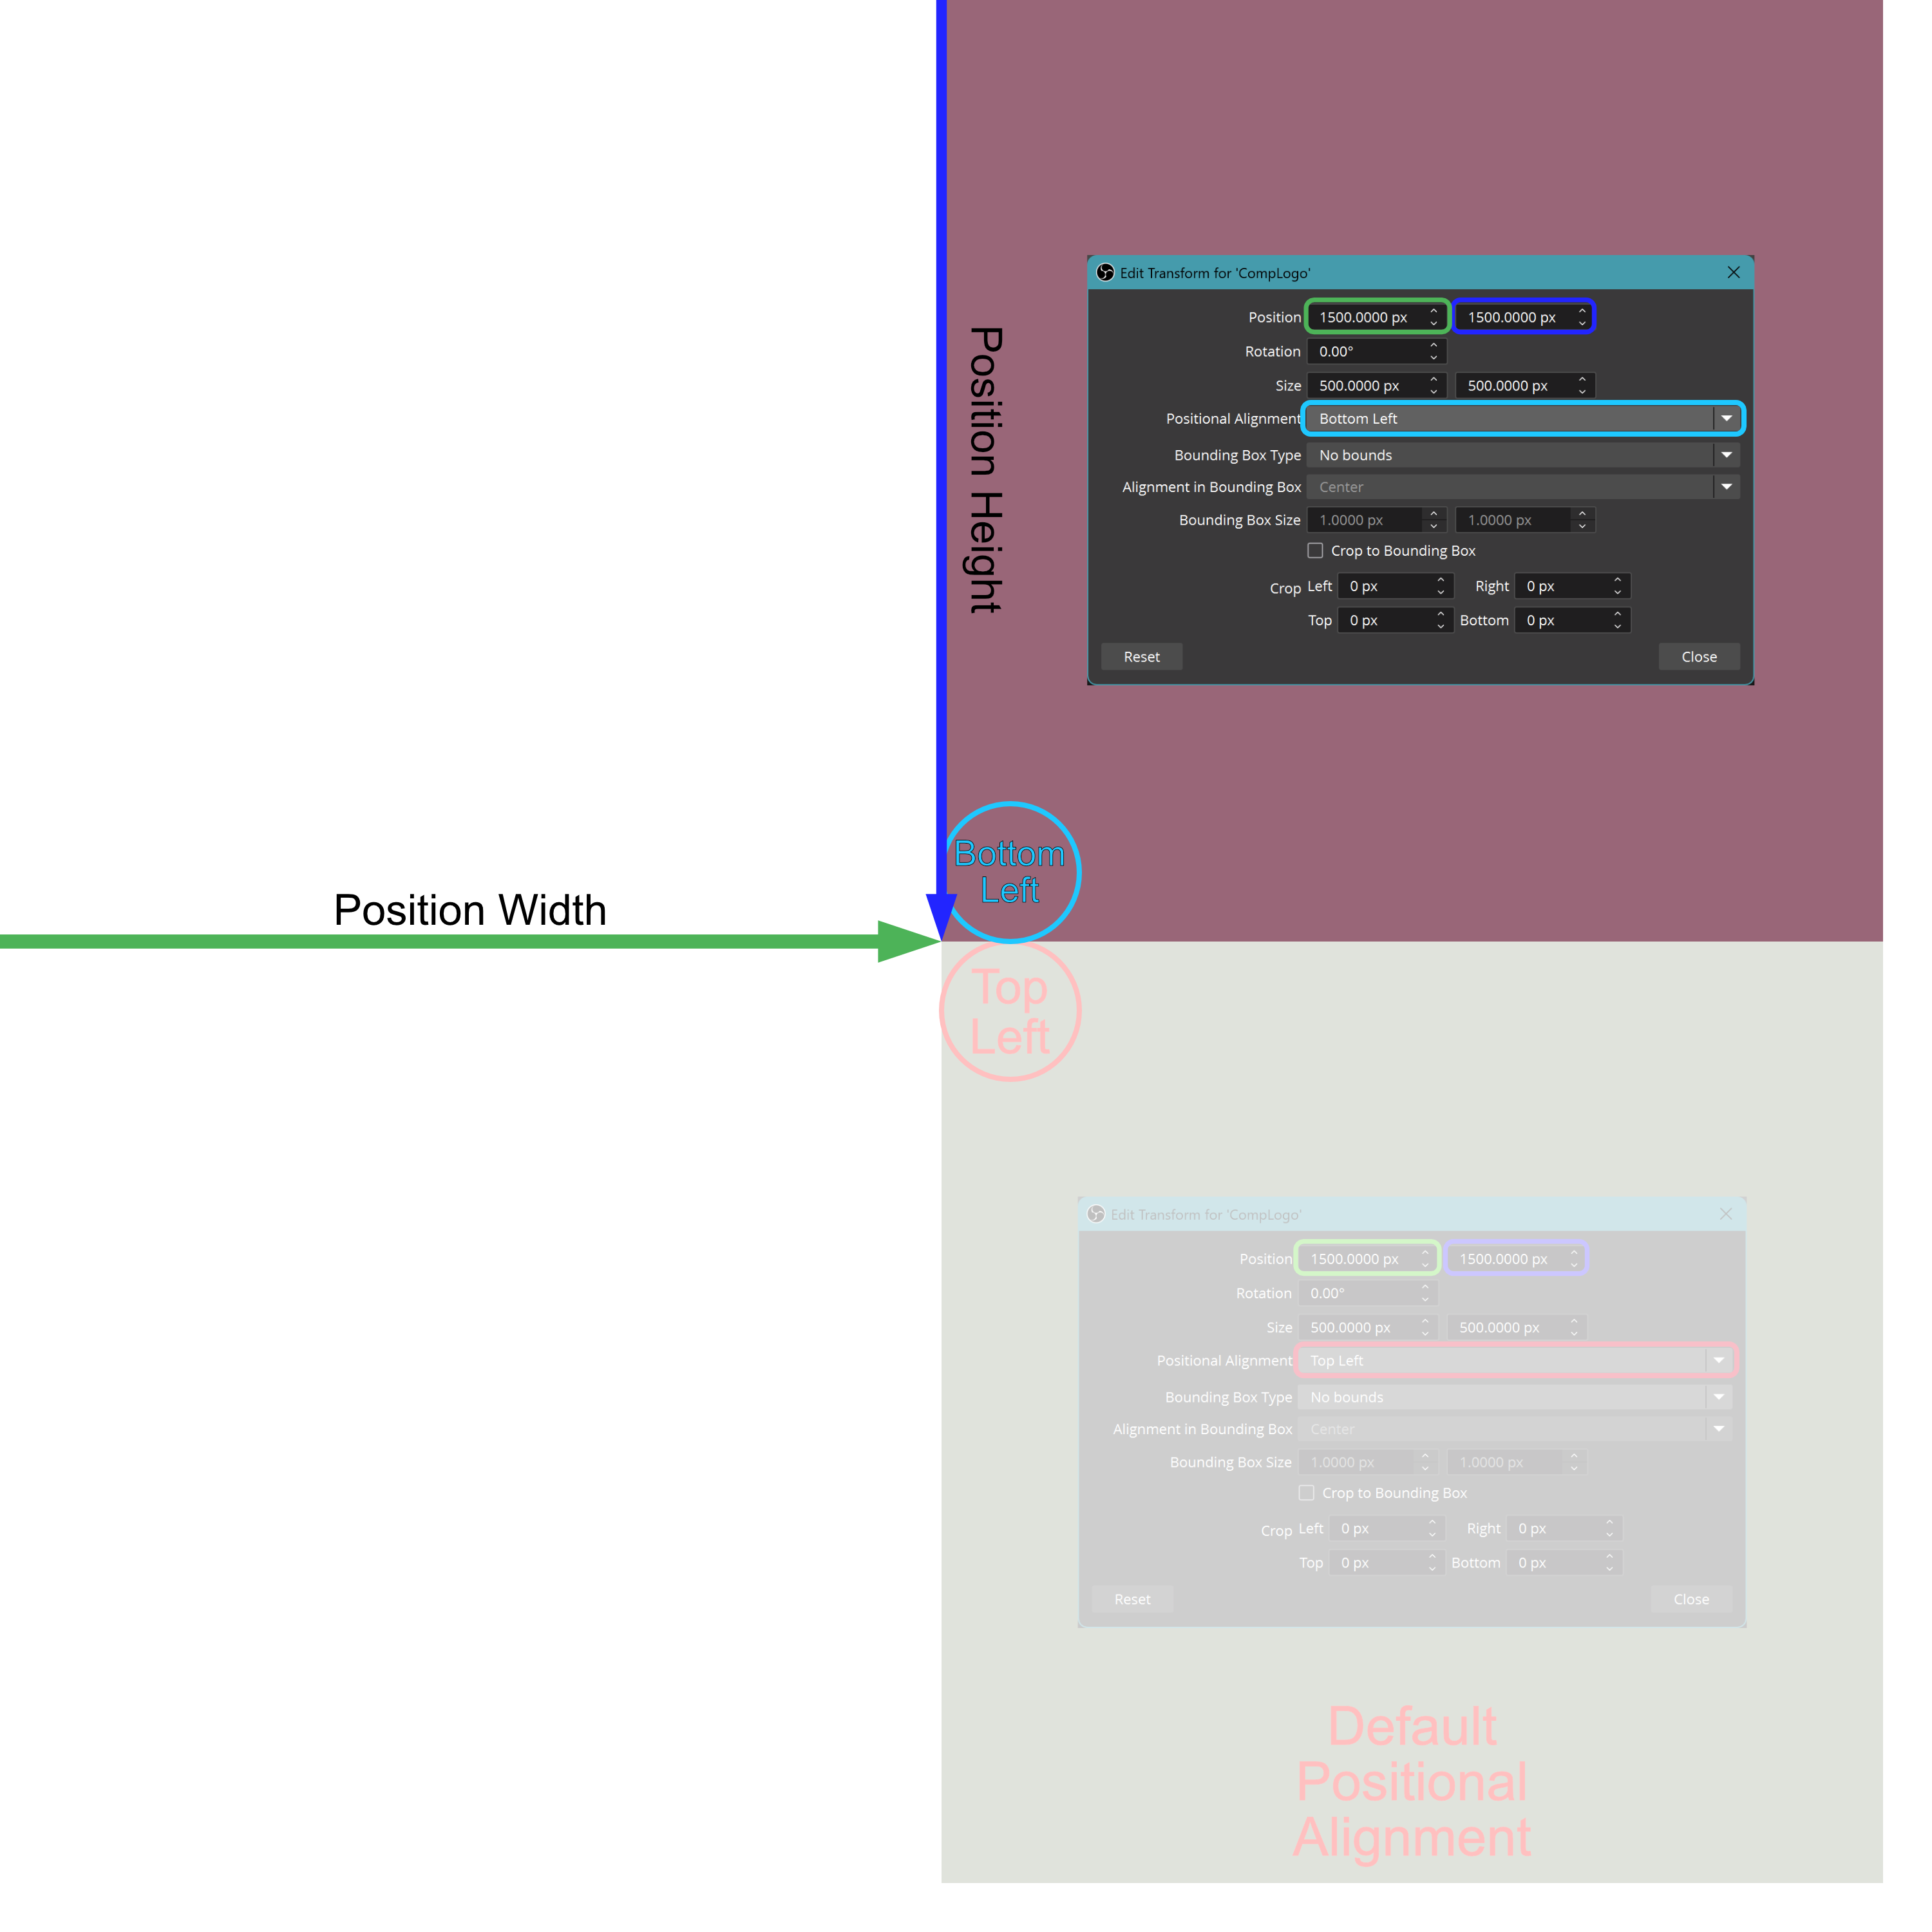 Edit Transform for 'CompLogo'
Position 1500.0000 px 1500.0000 px
Rotation 0.00°
Size 500.0000 px 500.0000 px
Positional Alignment Bottom Left
Bounding Box Type No bounds
Alignment in Bounding Box Center
Bounding Box Size 1.0000 px 1.0000 px
Crop to Bounding Box
Crop Left 0 px Right 0 px
Top 0 px Bottom 0 px
Reset Close
Position Height
Bottom
Left
Position Width
Top
Left
Edit Transform for 'CompLogo'
Position 1500.0000 px 1500.0000 px
Rotation 0.00°
Size 500.0000 px 500.0000 px
Positional Alignment Top Left
Bounding Box Type No bounds
Alignment in Bounding Box Center
Bounding Box Size 1.0000 px 1.0000 px
Crop to Bounding Box
Crop Left 0 px Right 0 px
Top 0 px Bottom 0 px
Reset Close
Default
Positional
Alignment